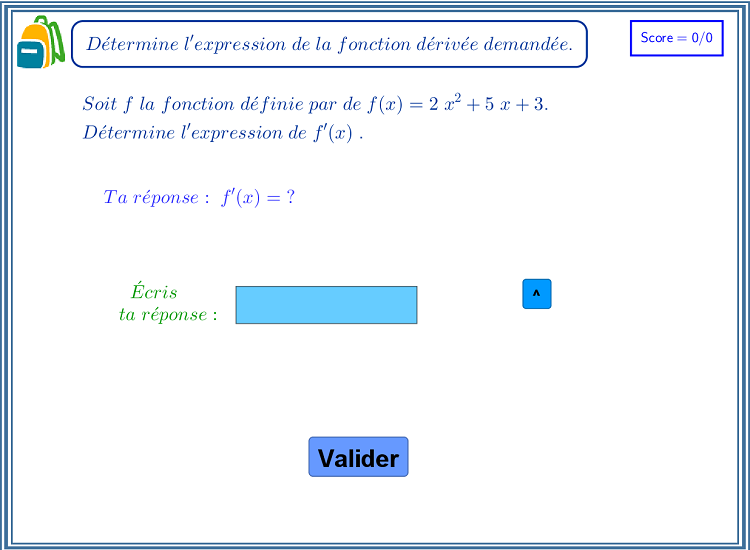 Détermine l'expression de la fonction dérivée demandée.
Score = 0/0
Soit f la fonction définie par de f(x) = 2 x² + 5 x + 3.
Détermine l'expression de f'(x) .
Ta réponse : f'(x) = ?
Écris
ta réponse :
^
Valider